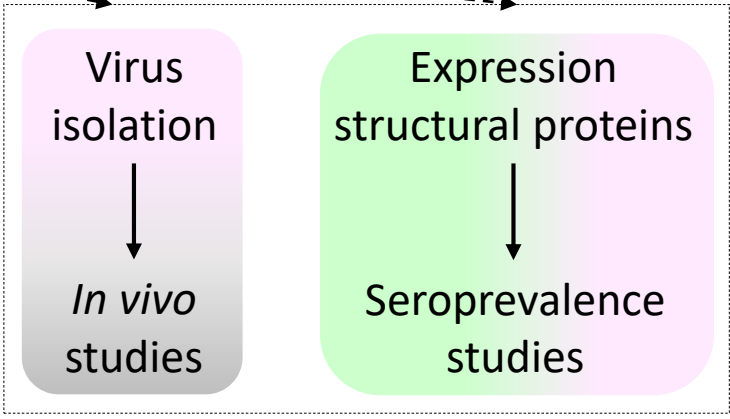 Virus
isolation
In vivo
studies
Expression
structural proteins
Seroprevalence
studies